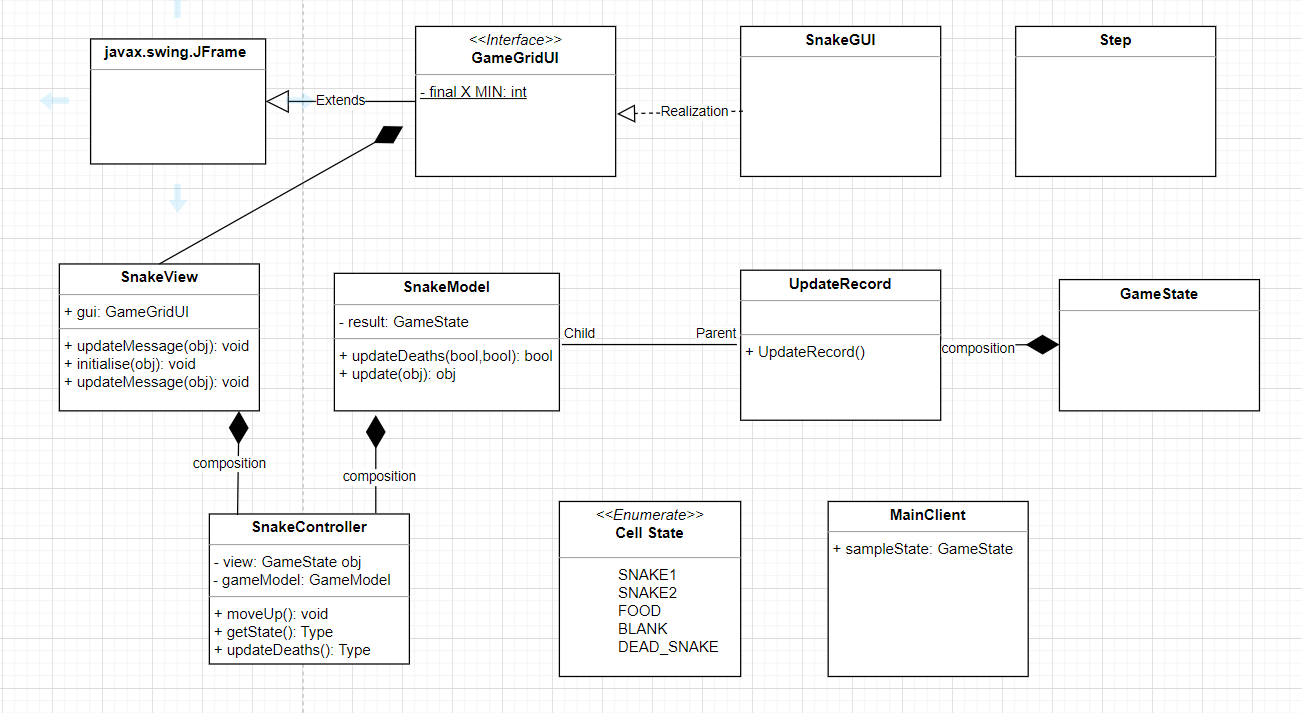 javax.swing.JFrame
Extends
<<Interface>>
GameGridUI
- final X MIN: int
Realization
SnakeGUI
Step
SnakeView
+ gui: GameGridUI
+ updateMessage(obj): void
+ initialise(obj): void
+ updateMessage(obj): void
SnakeModel
- result: GameState
+ updateDeaths(bool,bool): bool
+ update(obj): obj
Child
Parent
UpdateRecord
+ UpdateRecord()
composition
GameState
composition
composition
SnakeController
- view: GameState obj
- gameModel: GameModel
+ moveUp(): void
+ getState(): Type
+ updateDeaths(): Type
<<Enumerate>>
Cell State
SNAKE1
SNAKE2
FOOD
BLANK
DEAD_SNAKE
MainClient
+ sampleState: GameState